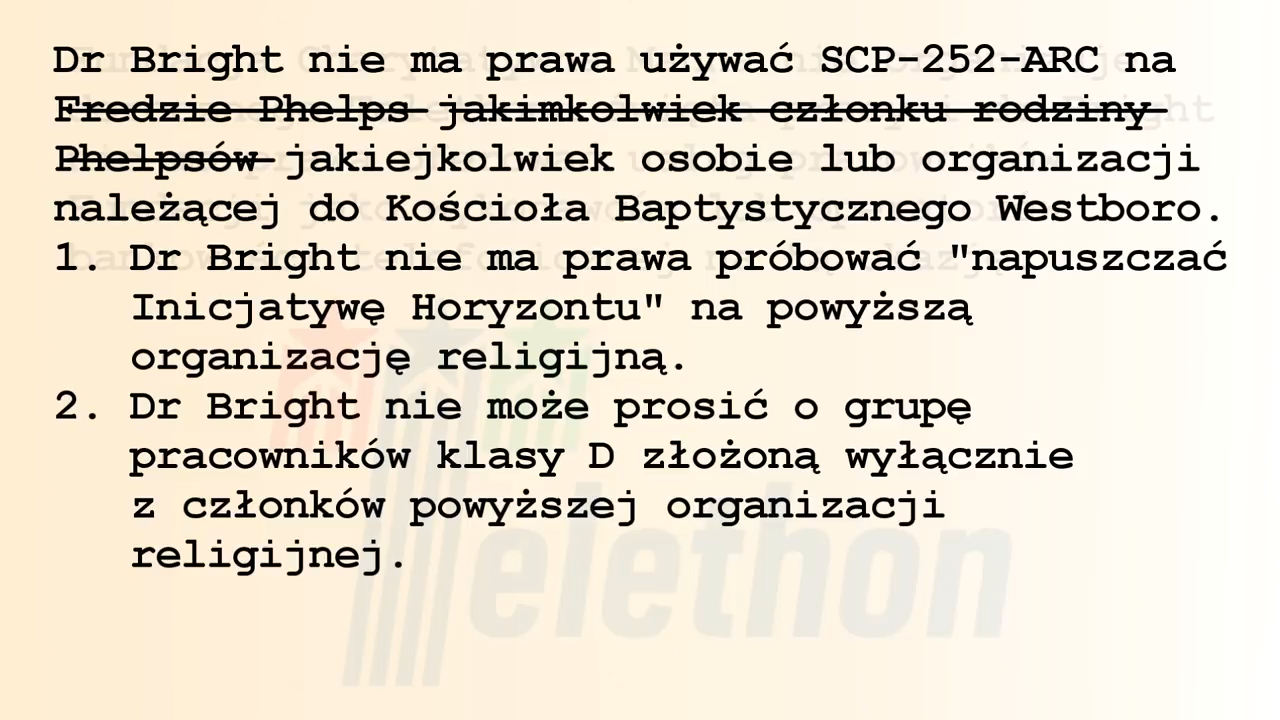 Dr Bright nie ma prawa używać SCP-252-ARC na
Fredzie Phelps jakimkolwiek członku rodziny
Phelpsów jakiejkolwiek osobie lub organizacji
należącej do Kościoła Baptystycznego Westboro.
1. Dr Bright nie ma prawa próbować "napuszczać
Inicjatywę Horyzontu" na powyższą
organizację religijną.
2. Dr Bright nie może prosić o grupę
pracowników klasy D złożoną wyłącznie
z członków powyższej organizacji
religijnej.
Telethon